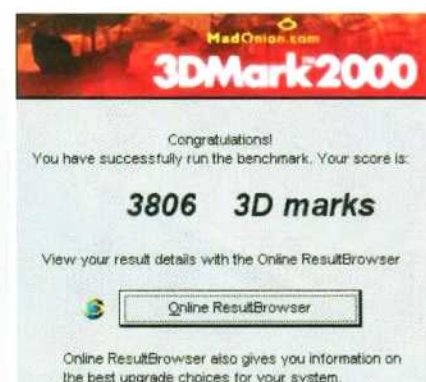 MadOnion.com
3DMark™2000
Congratulations!
You have successfully run the benchmark. Your score is:
3806 3D marks
View your result details with the Online ResultBrowser
Online ResultBrowser
Online ResultBrowser also gives you information on
the best upgrade choices for your system.